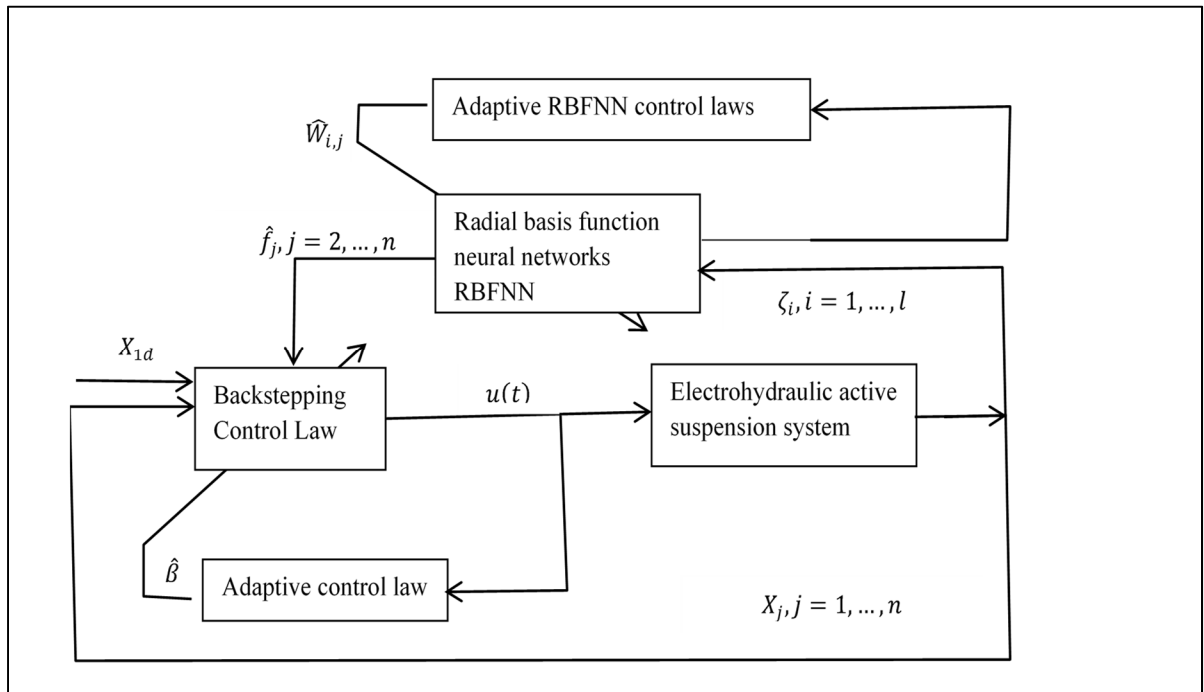 Adaptive RBFNN control laws
Ŵ_{i,j}
Radial basis function
neural networks
RBFNN
f̂_j, j = 2, … , n
ζ_i, i = 1, … , l
X_{1d}
Backstepping
Control Law
u(t)
Electrohydraulic active
suspension system
β̂
Adaptive control law
X_j, j = 1, … , n